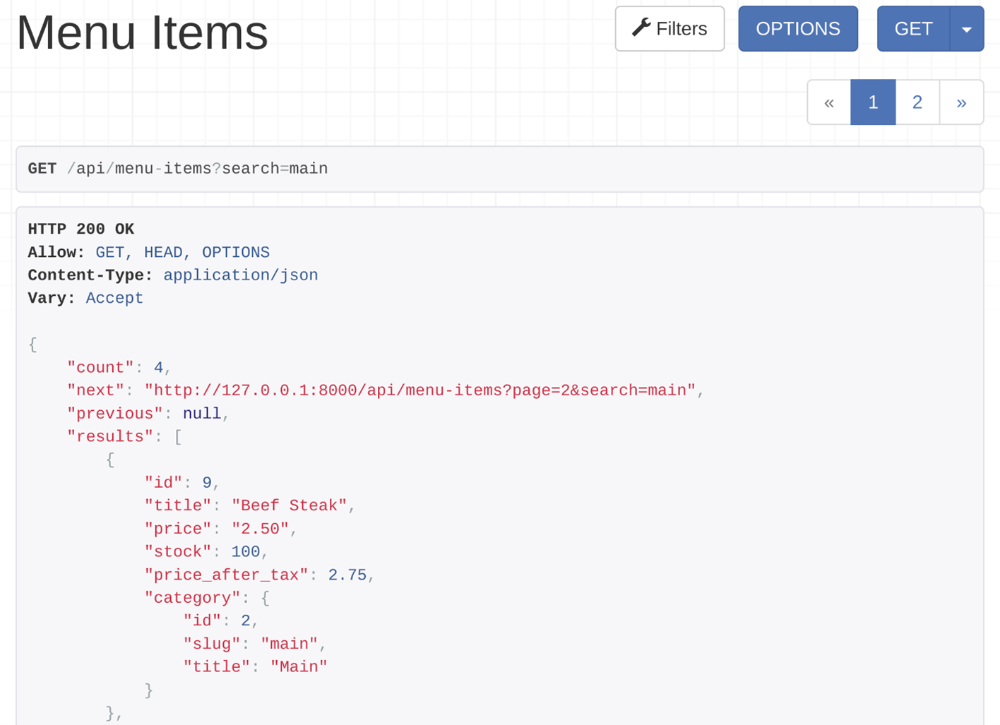 Menu Items
Filters
OPTIONS
GET
« 1 2 »
GET /api/menu-items?search=main
HTTP 200 OK
Allow: GET, HEAD, OPTIONS
Content-Type: application/json
Vary: Accept
{
    "count": 4,
    "next": "http://127.0.0.1:8000/api/menu-items?page=2&search=main",
    "previous": null,
    "results": [
        {
            "id": 9,
            "title": "Beef Steak",
            "price": "2.50",
            "stock": 100,
            "price_after_tax": 2.75,
            "category": {
                "id": 2,
                "slug": "main",
                "title": "Main"
            }
        },